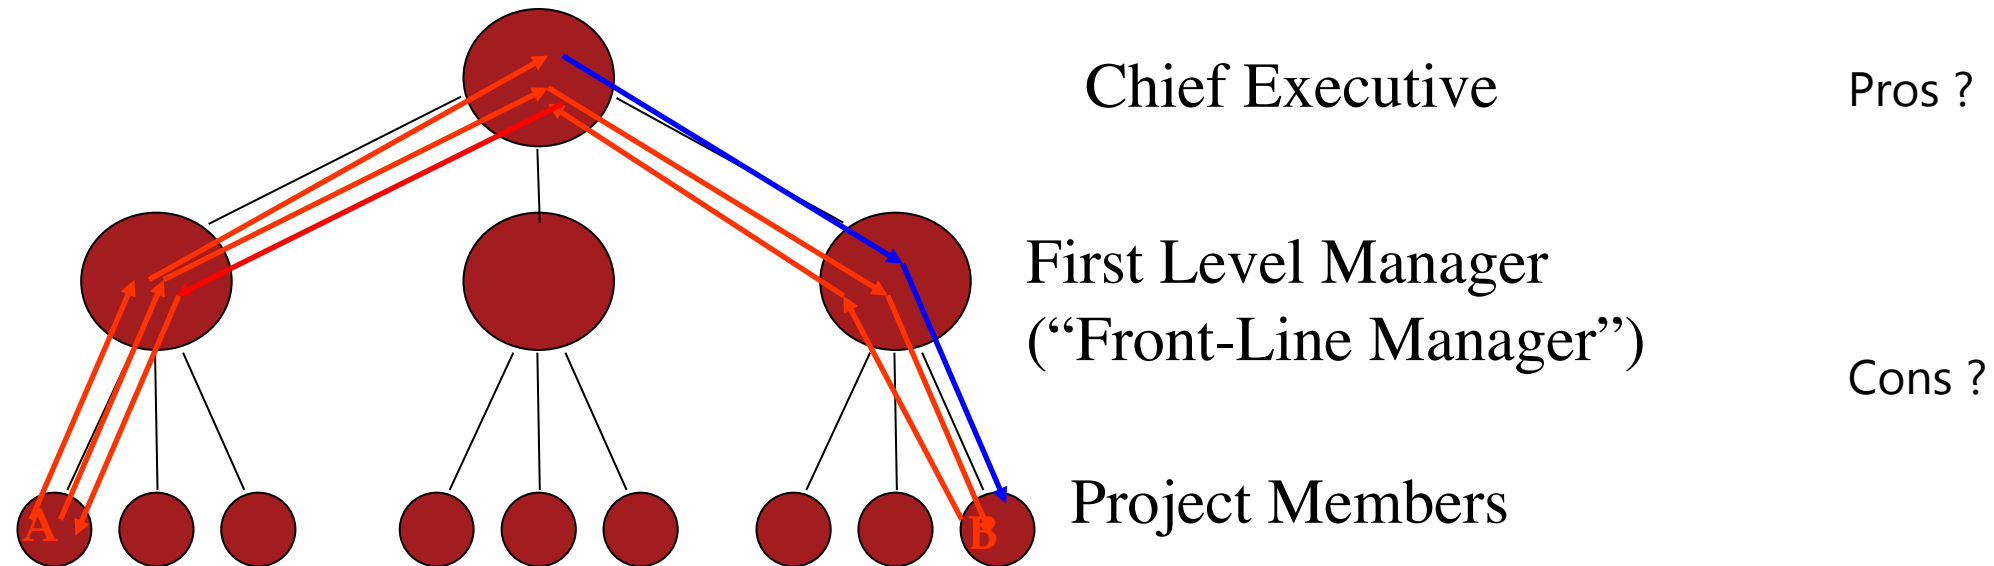 Chief Executive
Pros ?
First Level Manager
(“Front-Line Manager”)
Cons ?
Project Members
A
B